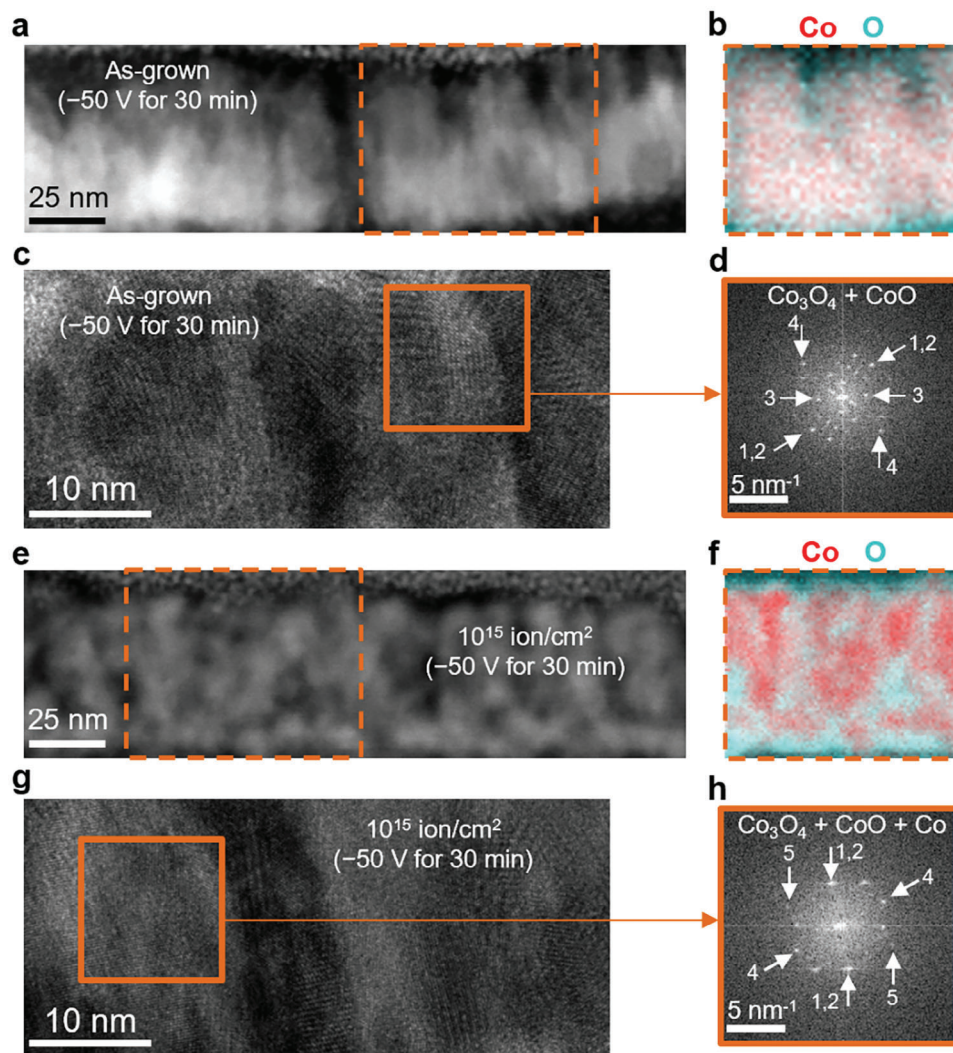 a
As-grown
(−50 V for 30 min)
25 nm
b
Co O
c
As-grown
(−50 V for 30 min)
10 nm
d
Co₃O₄ + CoO
4
1,2
3
3
1,2
4
5 nm⁻¹
e
10¹⁵ ion/cm²
(−50 V for 30 min)
25 nm
f
Co O
g
10¹⁵ ion/cm²
(−50 V for 30 min)
10 nm
h
Co₃O₄ + CoO + Co
5
1,2
4
4
1,2
5
5 nm⁻¹